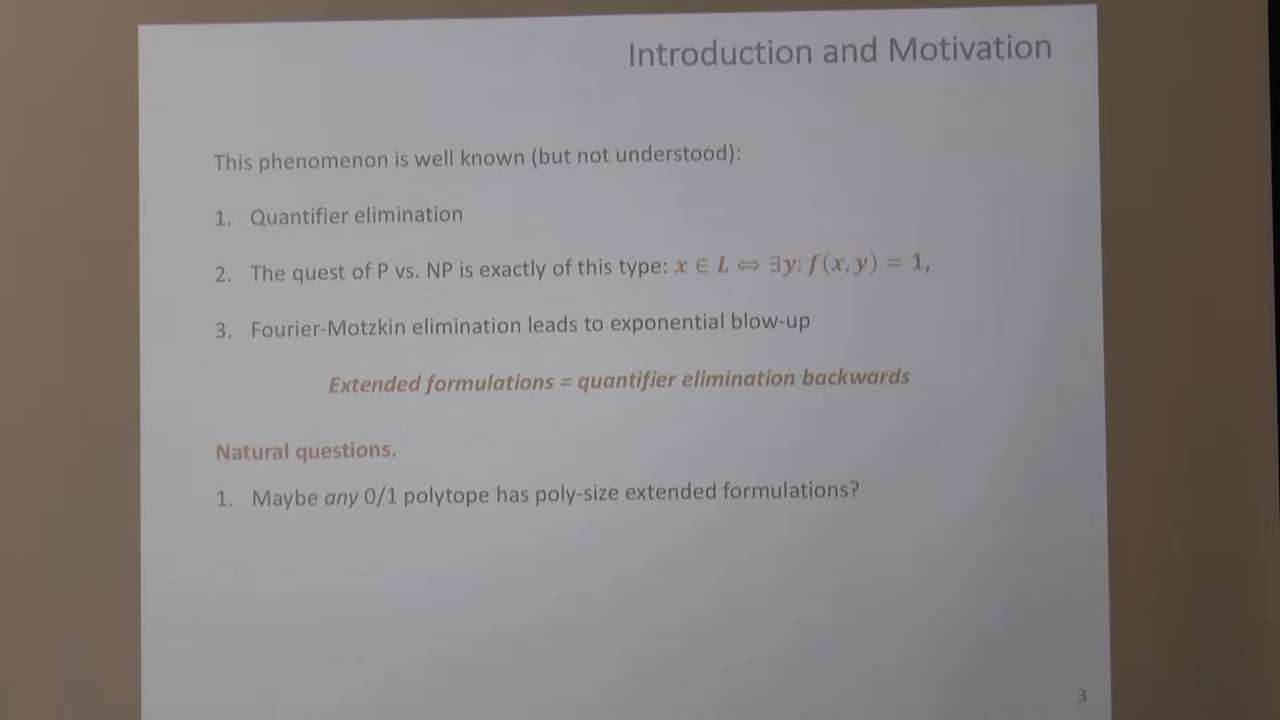 Introduction and Motivation
This phenomenon is well known (but not understood):
1. Quantifier elimination
2. The quest of P vs. NP is exactly of this type: x ∈ L ⇔ ∃y: f(x, y) = 1,
3. Fourier-Motzkin elimination leads to exponential blow-up
Extended formulations = quantifier elimination backwards
Natural questions.
1. Maybe any 0/1 polytope has poly-size extended formulations?
3